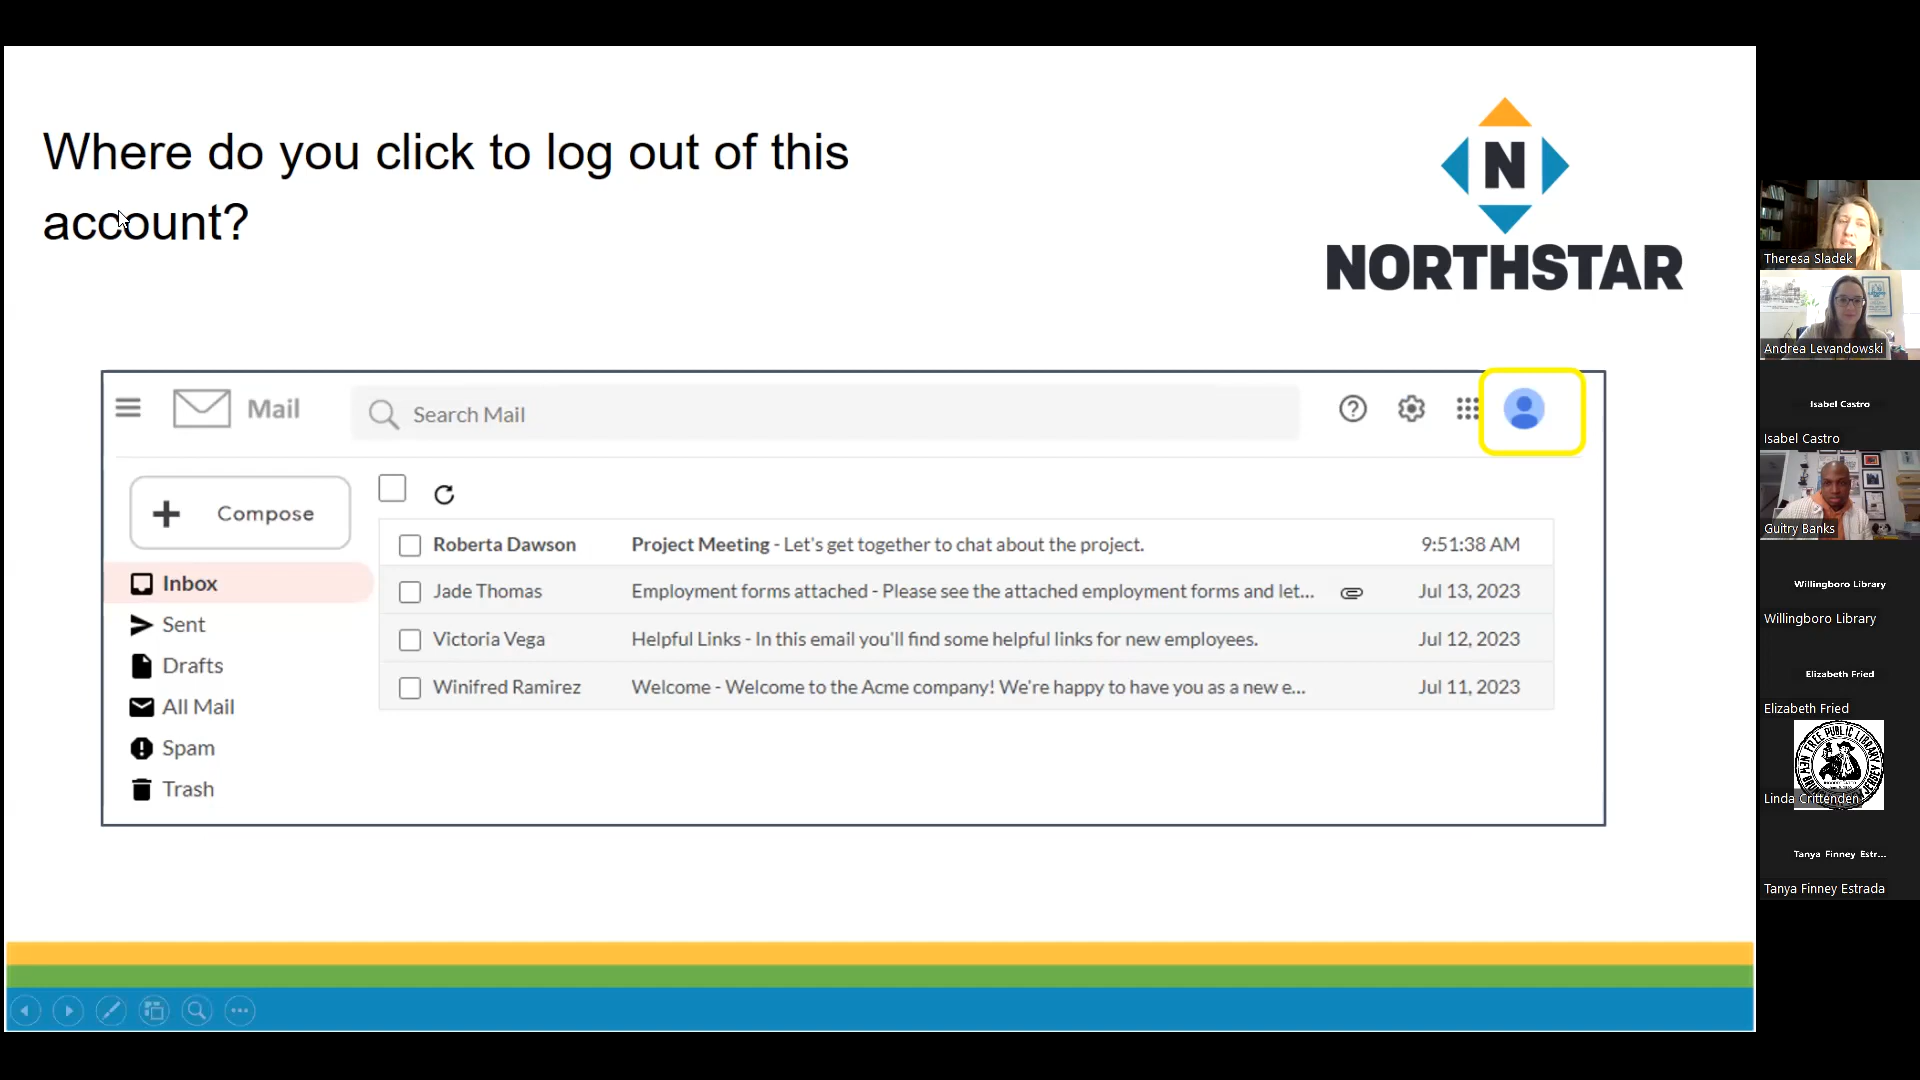 Where do you click to log out of this
account?
N
NORTHSTAR
Mail
Search Mail
Compose
Inbox
Sent
Drafts
All Mail
Spam
Trash
Roberta Dawson Project Meeting - Let's get together to chat about the project. 9:51:38 AM
Jade Thomas Employment forms attached - Please see the attached employment forms and let... Jul 13, 2023
Victoria Vega Helpful Links - In this email you'll find some helpful links for new employees. Jul 12, 2023
Winifred Ramirez Welcome - Welcome to the Acme company! We're happy to have you as a new e... Jul 11, 2023
Theresa Sladek
Andrea Levandowski
Isabel Castro
Isabel Castro
Guitry Banks
Willingboro Library
Willingboro Library
Elizabeth Fried
Elizabeth Fried
FREE PUBLIC LIBRARY
Linda Crittenden
Tanya Finney Estr...
Tanya Finney Estrada